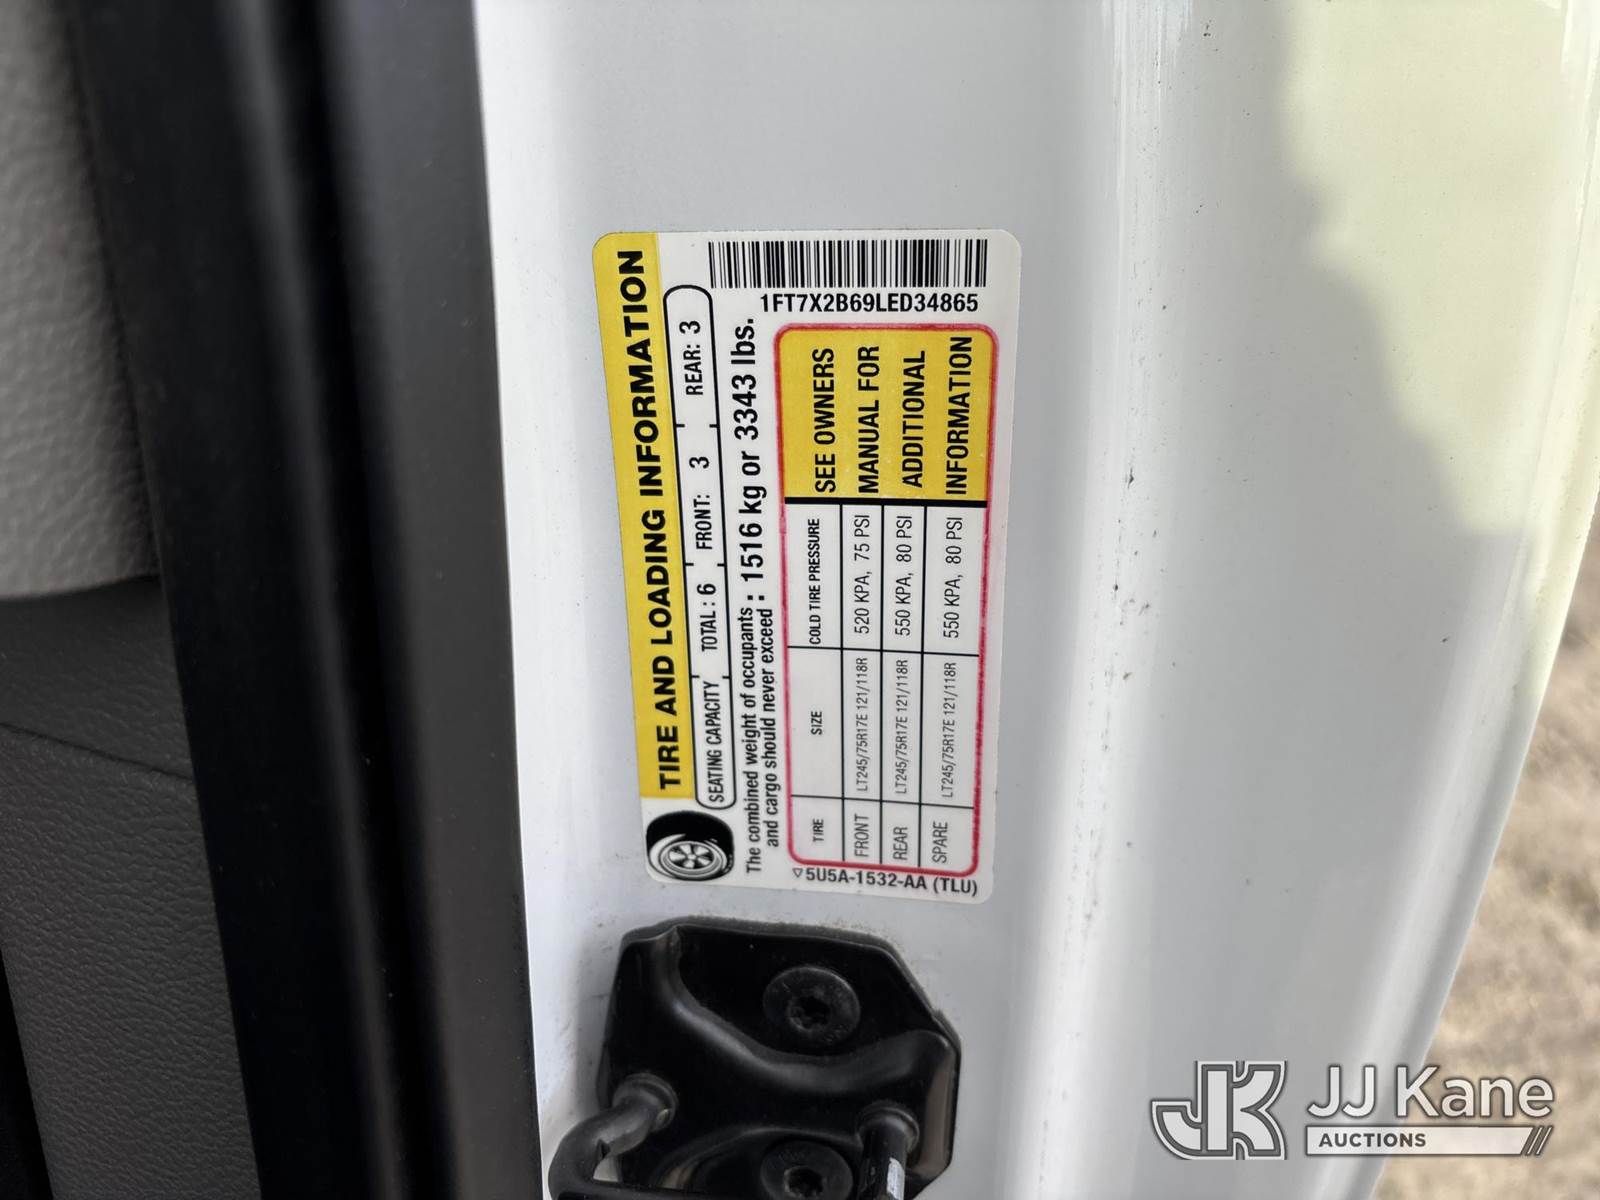 TIRE AND LOADING INFORMATION
SEATING CAPACITY TOTAL : 6 FRONT: 3 REAR: 3
The combined weight of occupants
and cargo should never exceed : 1516 kg or 3343 lbs.
1FT7X2B69LED34865
TIRE SIZE COLD TIRE PRESSURE
FRONT LT245/75R17E 121/118R 520 KPA, 75 PSI
REAR LT245/75R17E 121/118R 550 KPA, 80 PSI
SPARE LT245/75R17E 121/118R 550 KPA, 80 PSI
SEE OWNERS
MANUAL FOR
ADDITIONAL
INFORMATION
5U5A-1532-AA (TLU)
JK JJ Kane
AUCTIONS